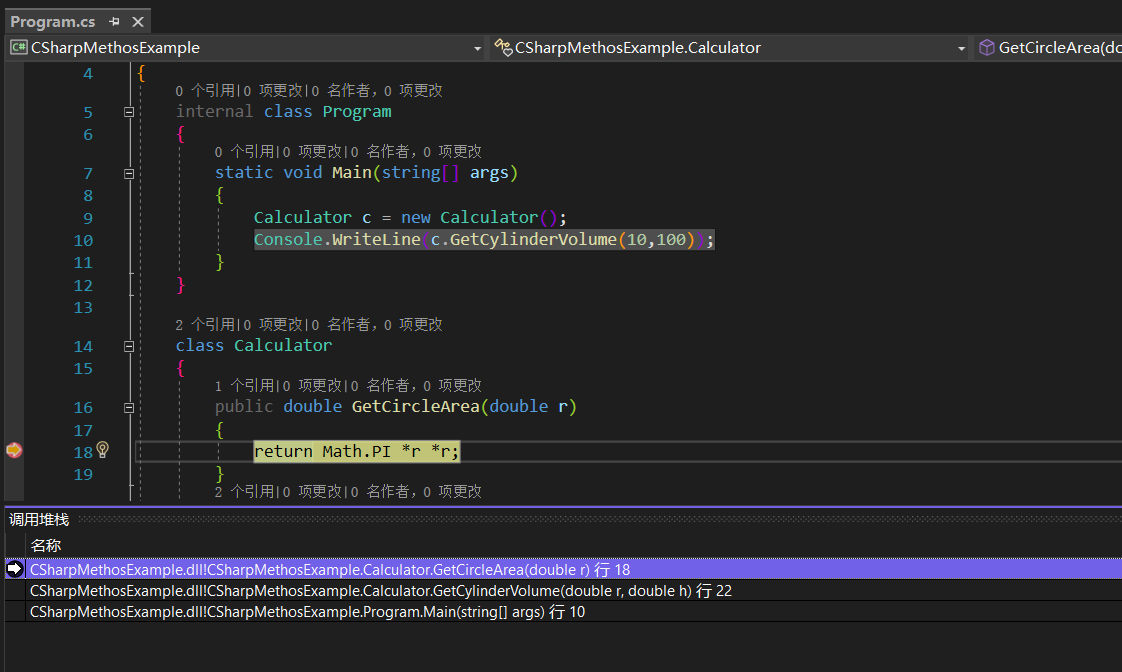 Program.cs
C# CSharpMethosExample CSharpMethosExample.Calculator GetCircleArea(do
4 {
0 个引用|0 项更改|0 名作者，0 项更改
5 internal class Program
6 {
0 个引用|0 项更改|0 名作者，0 项更改
7 static void Main(string[] args)
8 {
9 Calculator c = new Calculator();
10 Console.WriteLine(c.GetCylinderVolume(10,100));
11 }
12 }
13
2 个引用|0 项更改|0 名作者，0 项更改
14 class Calculator
15 {
1 个引用|0 项更改|0 名作者，0 项更改
16 public double GetCircleArea(double r)
17 {
18 return Math.PI *r *r;
19 }
2 个引用|0 项更改|0 名作者，0 项更改
调用堆栈
名称
CSharpMethosExample.dll!CSharpMethosExample.Calculator.GetCircleArea(double r) 行 18
CSharpMethosExample.dll!CSharpMethosExample.Calculator.GetCylinderVolume(double r, double h) 行 22
CSharpMethosExample.dll!CSharpMethosExample.Program.Main(string[] args) 行 10